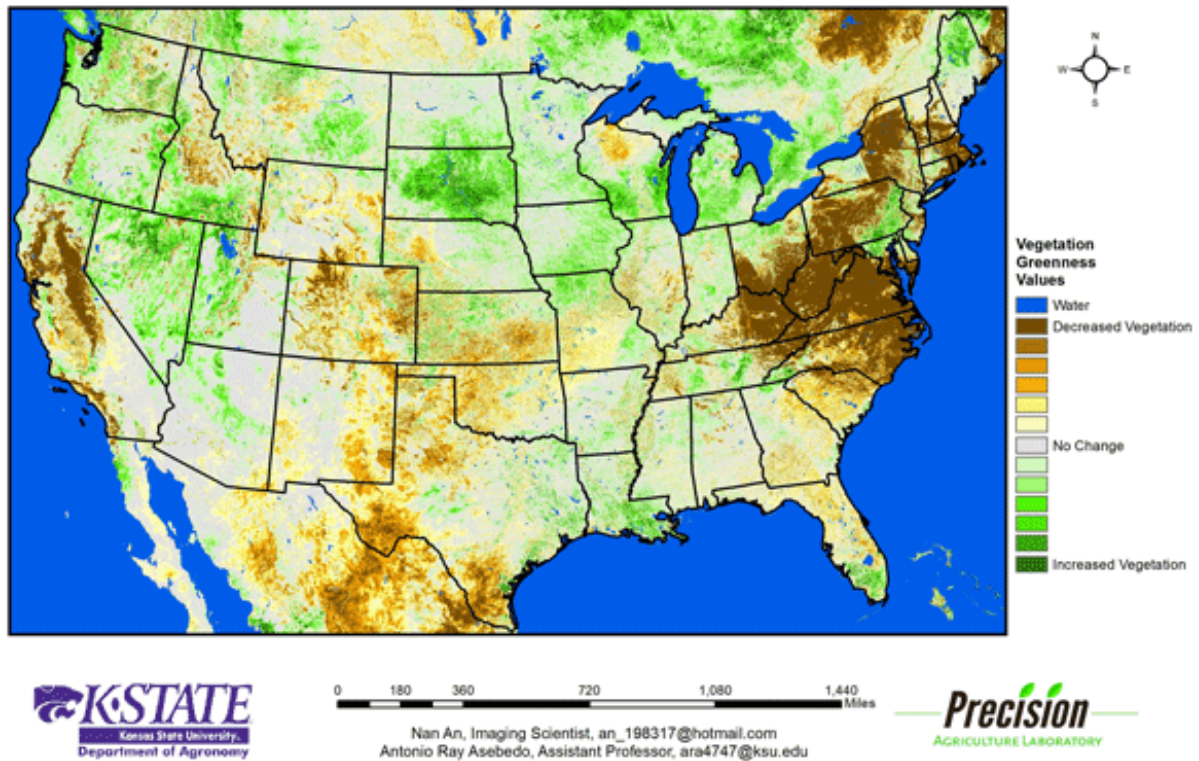 N
W E
S
Vegetation
Greenness
Values
Water
Decreased Vegetation
No Change
Increased Vegetation
K-STATE
Kansas State University
Department of Agronomy
0 180 360 720 1,080 1,440
Miles
Nan An, Imaging Scientist, an_198317@hotmail.com
Antonio Ray Asebedo, Assistant Professor, ara4747@ksu.edu
Precision
AGRICULTURE LABORATORY